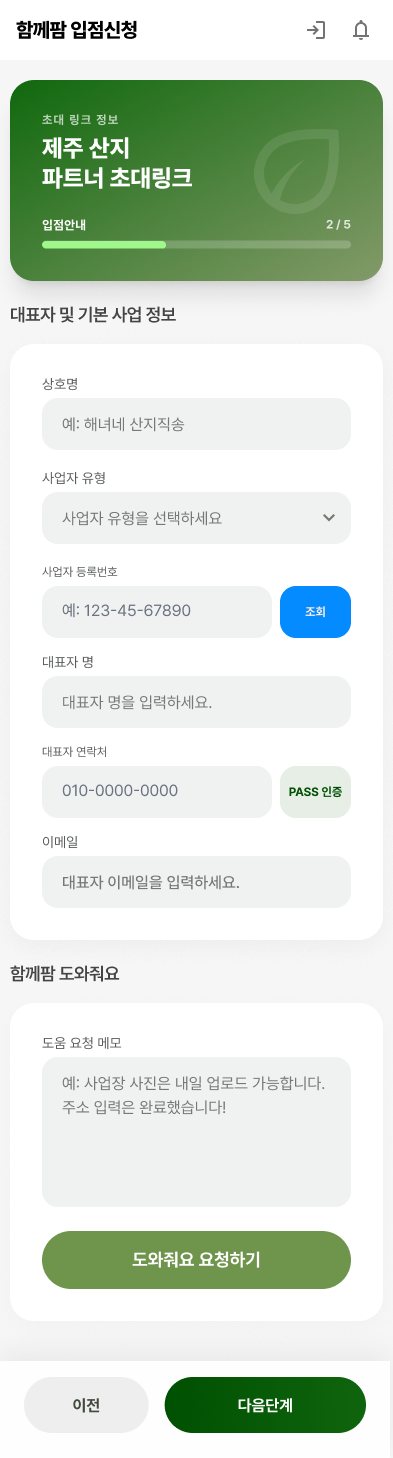 함께팜 입점신청
초대 링크 정보
제주 산지
파트너 초대링크
입점안내
2 / 5
대표자 및 기본 사업 정보
상호명
예: 해녀네 산지직송
사업자 유형
사업자 유형을 선택하세요
사업자 등록번호
예: 123-45-67890
조회
대표자 명
대표자 명을 입력하세요.
대표자 연락처
010-0000-0000
PASS 인증
이메일
대표자 이메일을 입력하세요.
함께팜 도와줘요
도움 요청 메모
예: 사업장 사진은 내일 업로드 가능합니다.
주소 입력은 완료했습니다!
도와줘요 요청하기
이전
다음단계